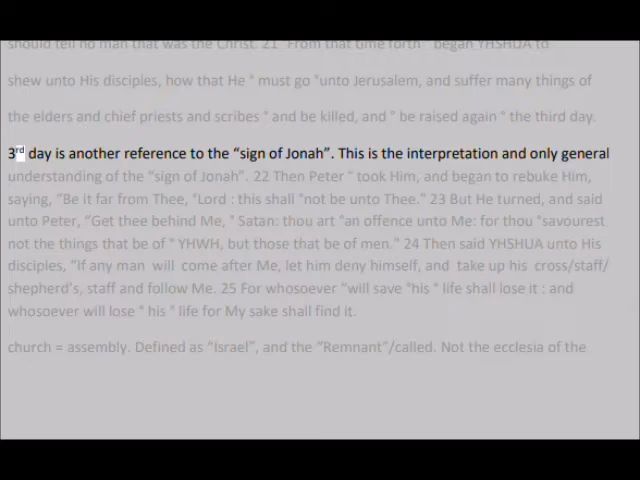 should tell no man that was the Christ. 21 °From that time forth° began YHSHUA to
shew unto His disciples, how that He ° must go °unto Jerusalem, and suffer many things of
the elders and chief priests and scribes ° and be killed, and ° be raised again ° the third day.
3rd day is another reference to the “sign of Jonah”. This is the interpretation and only general
understanding of the “sign of Jonah”. 22 Then Peter ° took Him, and began to rebuke Him,
saying, “Be it far from Thee, °Lord : this shall °not be unto Thee.” 23 But He turned, and said
unto Peter, “Get thee behind Me, ° Satan: thou art °an offence unto Me: for thou °savourest
not the things that be of ° YHWH, but those that be of men.” 24 Then said YHSHUA unto His
disciples, “If any man will come after Me, let him deny himself, and take up his cross/staff/
shepherd’s, staff and follow Me. 25 For whosoever °will save °his ° life shall lose it : and
whosoever will lose ° his ° life for My sake shall find it.
church = assembly. Defined as “Israel”, and the “Remnant”/called. Not the ecclesia of the